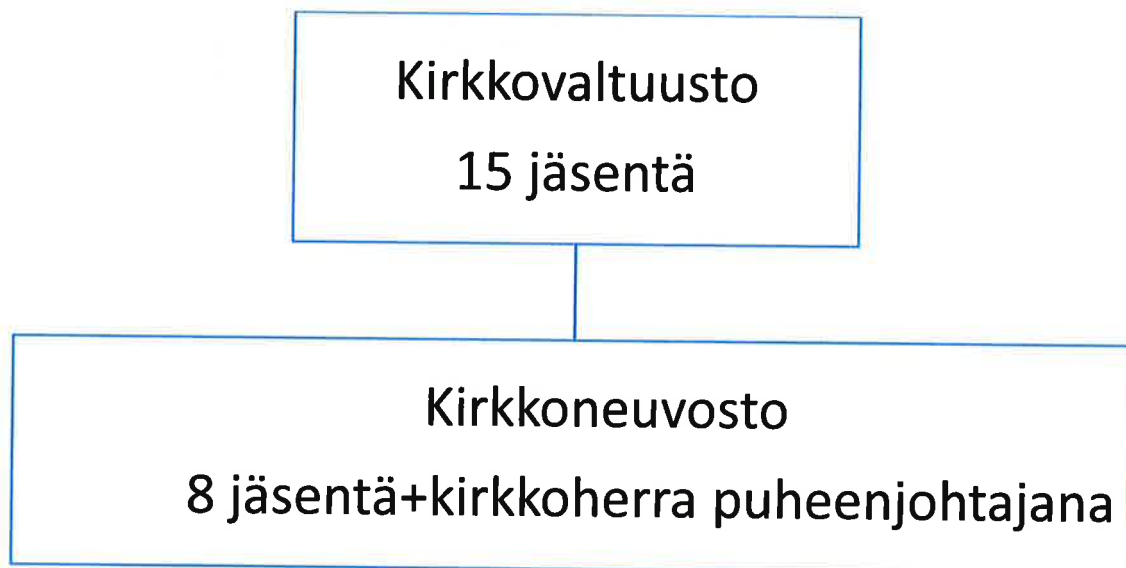 Kirkkovaltuusto
15 jäsentä
Kirkkoneuvosto
8 jäsentä+kirkkoherra puheenjohtajana